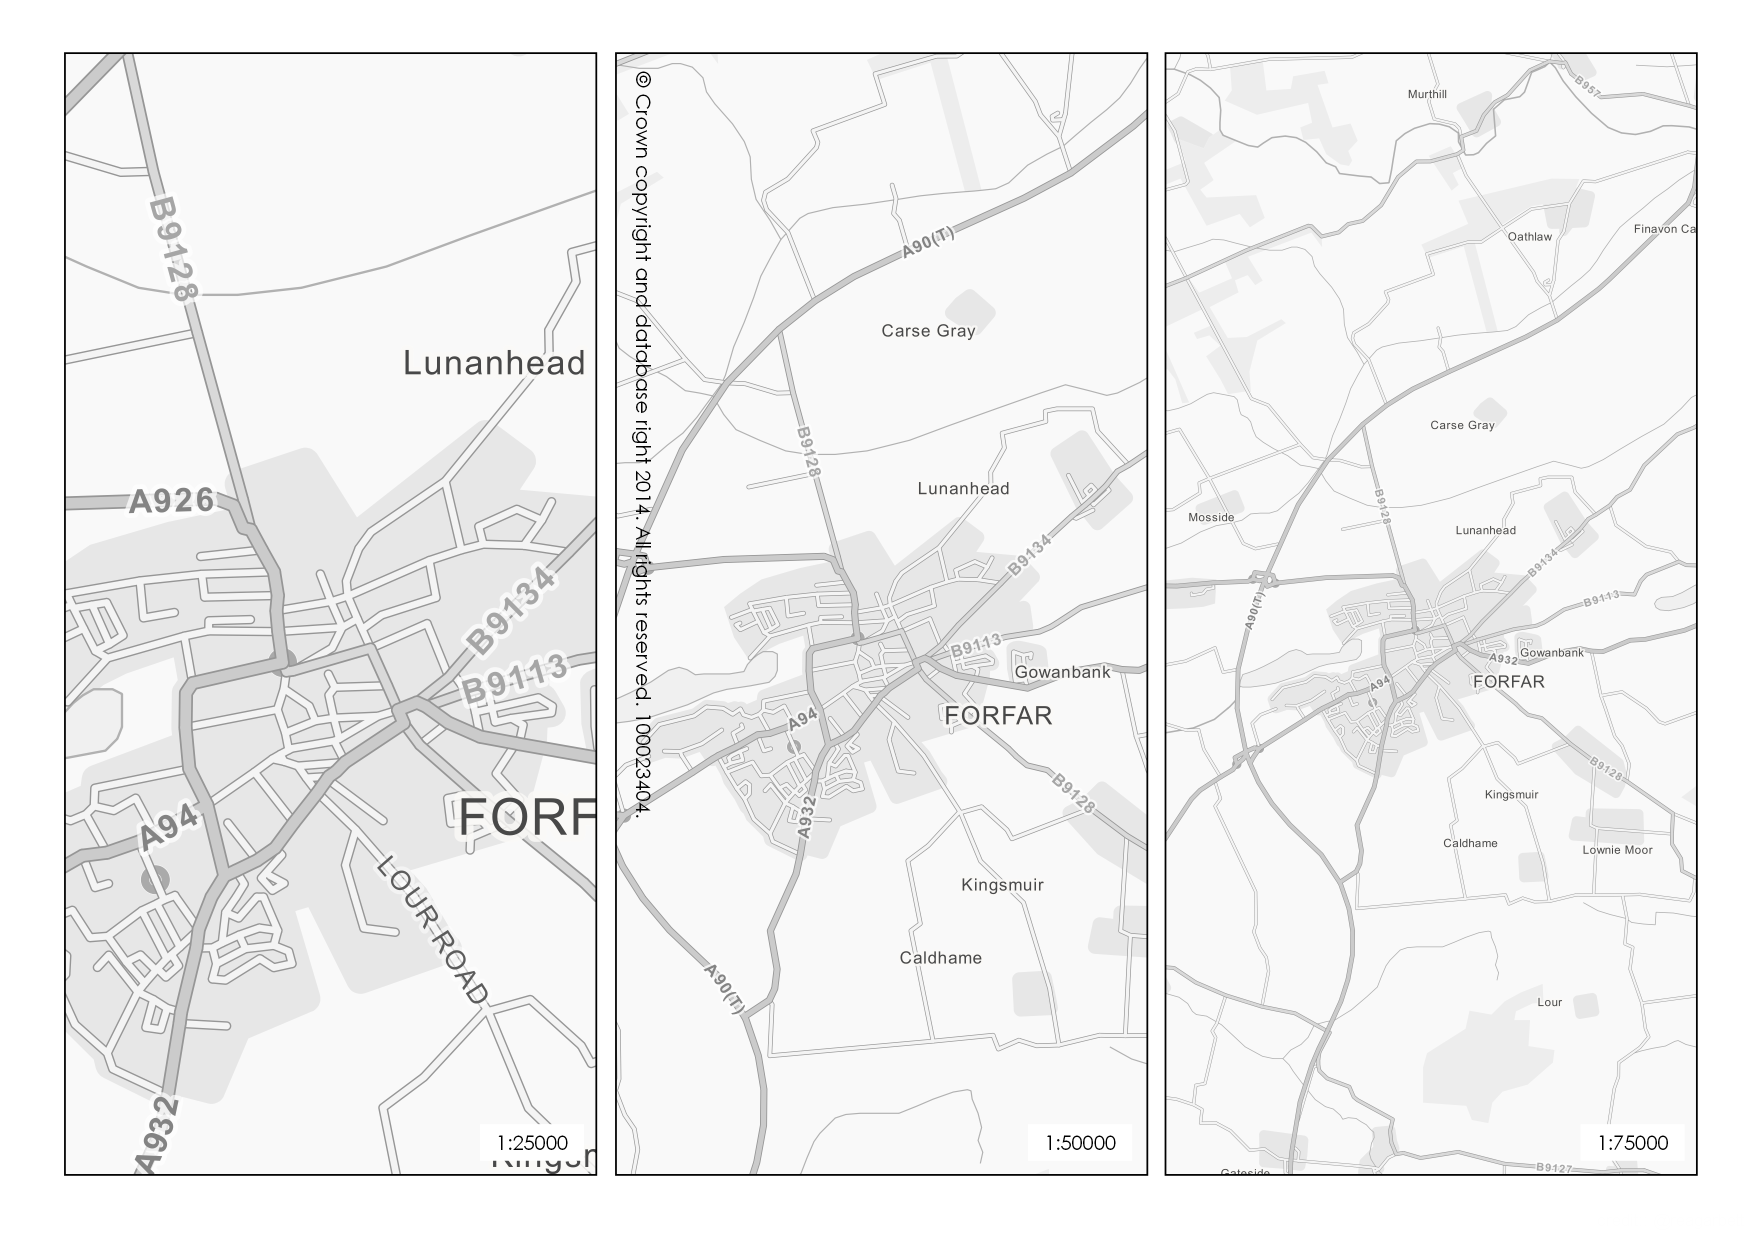 B9128
Lunanhead
A926
B9134
B9113
FORF
A94
LOUR ROAD
A932
1:25000
© Crown copyright and database right 2014. All rights reserved. 100023404.
A90(T)
Carse Gray
B9128
Lunanhead
B9134
B9113
Gowanbank
FORFAR
A94
B9128
A932
Kingsmuir
Caldhame
A90(T)
1:50000
B957
Murthill
Oathlaw
Finavon Ca
Carse Gray
B9128
Mosside
Lunanhead
B9134
A90(T)
B9113
A932
Gowanbank
FORFAR
A94
B9128
Kingsmuir
Caldhame
Lownie Moor
Lour
1:75000
B9127
Gateside